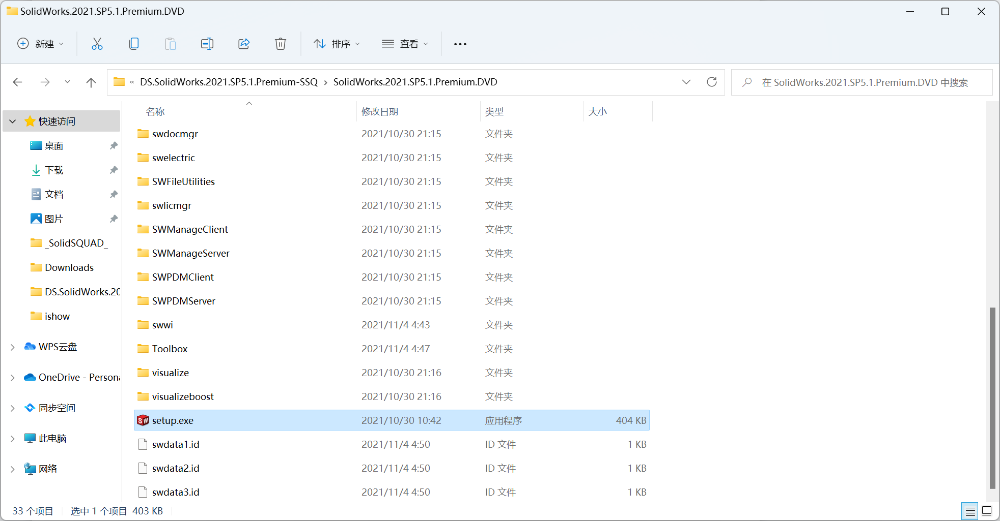 SolidWorks.2021.SP5.1.Premium.DVD
新建 排序 查看
« DS.SolidWorks.2021.SP5.1.Premium-SSQ › SolidWorks.2021.SP5.1.Premium.DVD
在 SolidWorks.2021.SP5.1.Premium.DVD 中搜索
快速访问
桌面
下载
文档
图片
_SolidSQUAD_
Downloads
DS.SolidWorks.20
ishow
WPS云盘
OneDrive - Persona
同步空间
此电脑
网络
名称 修改日期 类型 大小
swdocmgr 2021/10/30 21:15 文件夹
swelectric 2021/10/30 21:15 文件夹
SWFileUtilities 2021/10/30 21:15 文件夹
swlicmgr 2021/10/30 21:15 文件夹
SWManageClient 2021/10/30 21:15 文件夹
SWManageServer 2021/10/30 21:15 文件夹
SWPDMClient 2021/10/30 21:15 文件夹
SWPDMServer 2021/10/30 21:15 文件夹
swwi 2021/11/4 4:43 文件夹
Toolbox 2021/11/4 4:47 文件夹
visualize 2021/10/30 21:16 文件夹
visualizeboost 2021/10/30 21:16 文件夹
SW setup.exe 2021/10/30 10:42 应用程序 404 KB
swdata1.id 2021/11/4 4:50 ID 文件 1 KB
swdata2.id 2021/11/4 4:50 ID 文件 1 KB
swdata3.id 2021/11/4 4:50 ID 文件 1 KB
33 个项目 选中 1 个项目 403 KB